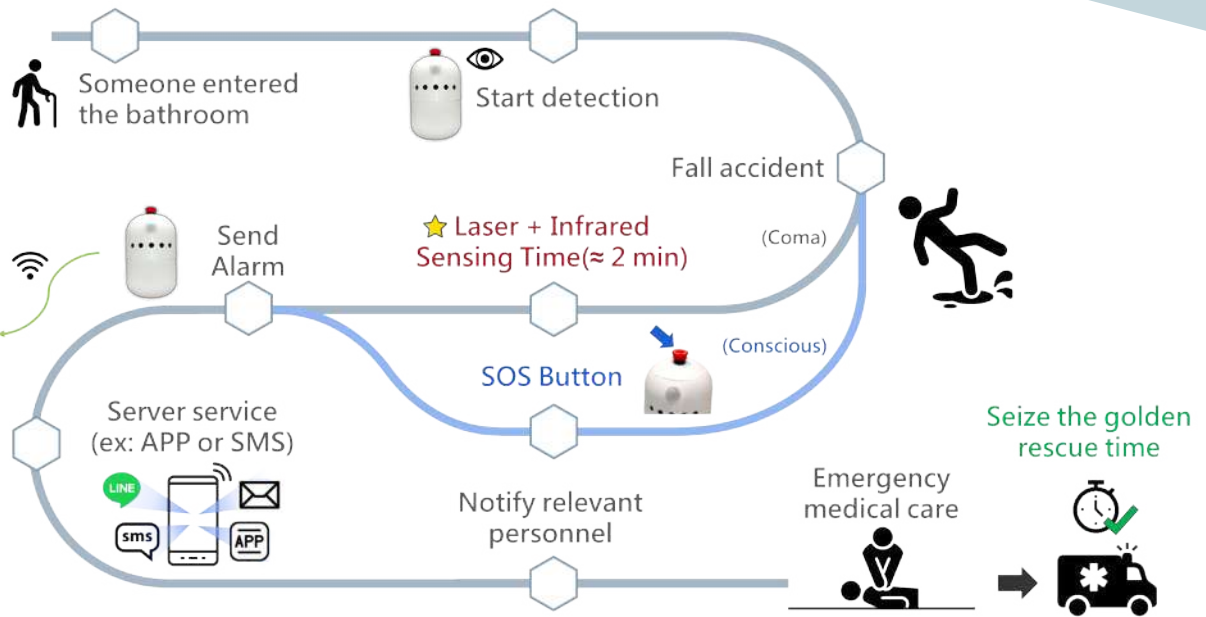 Someone entered
the bathroom
Start detection
Fall accident
(Coma)
Laser + Infrared
Sensing Time(≈ 2 min)
Send
Alarm
(Conscious)
SOS Button
Server service
(ex: APP or SMS)
LINE
sms
APP
Notify relevant
personnel
Emergency
medical care
Seize the golden
rescue time